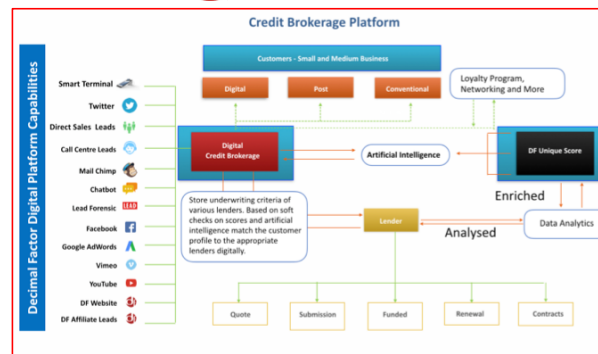 Credit Brokerage Platform
Decimal Factor Digital Platform Capabilities
Customers - Small and Medium Business
Digital
Post
Conventional
Loyalty Program,
Networking and More
Smart Terminal
Twitter
Direct Sales Leads
Call Centre Leads
Mail Chimp
Chatbot
Lead Forensic
LEAD
Facebook
Google AdWords
Vimeo
YouTube
DF Website
DF Affiliate Leads
Digital
Credit Brokerage
Artificial Intelligence
DF Unique Score
Store underwriting criteria of
various lenders. Based on soft
checks on scores and artificial
intelligence match the customer
profile to the appropriate
lenders digitally.
Lender
Enriched
Analysed
Data Analytics
Quote
Submission
Funded
Renewal
Contracts